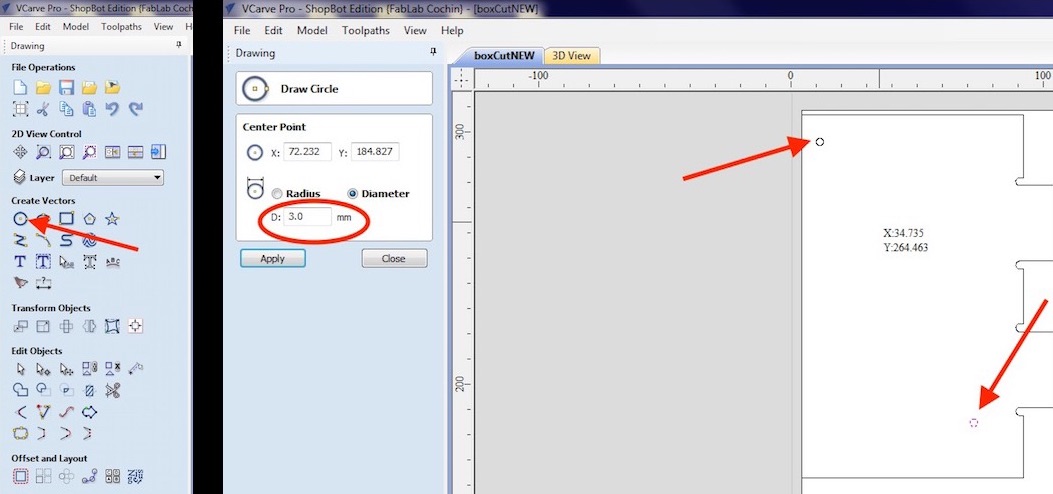 VCarve Pro - ShopBot Edition {FabLab Cochin
File Edit Model Toolpaths View H
Drawing
File Operations
2D View Control
Layer Default
Create Vectors
Transform Objects
Edit Objects
Offset and Layout
VCarve Pro - ShopBot Edition {FabLab Cochin} - [boxCutNEW]
File Edit Model Toolpaths View Help
Drawing
Draw Circle
Center Point
X: 72.232 Y: 184.827
Radius Diameter
D: 3.0 mm
Apply Close
boxCutNEW 3D View
-100 0 100
300
200
X:34.735
Y:264.463